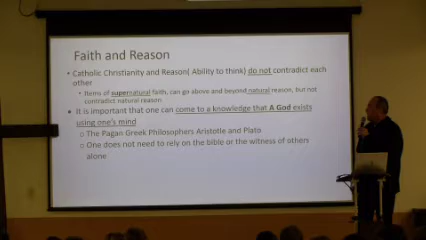 Faith and Reason
• Catholic Christianity and Reason( Ability to think) do not contradict each
other
• Items of supernatural faith, can go above and beyond natural reason, but not
contradict natural reason
• It is important that one can come to a knowledge that A God exists
using one's mind
o The Pagan Greek Philosophers Aristotle and Plato
o One does not need to rely on the bible or the witness of others
alone